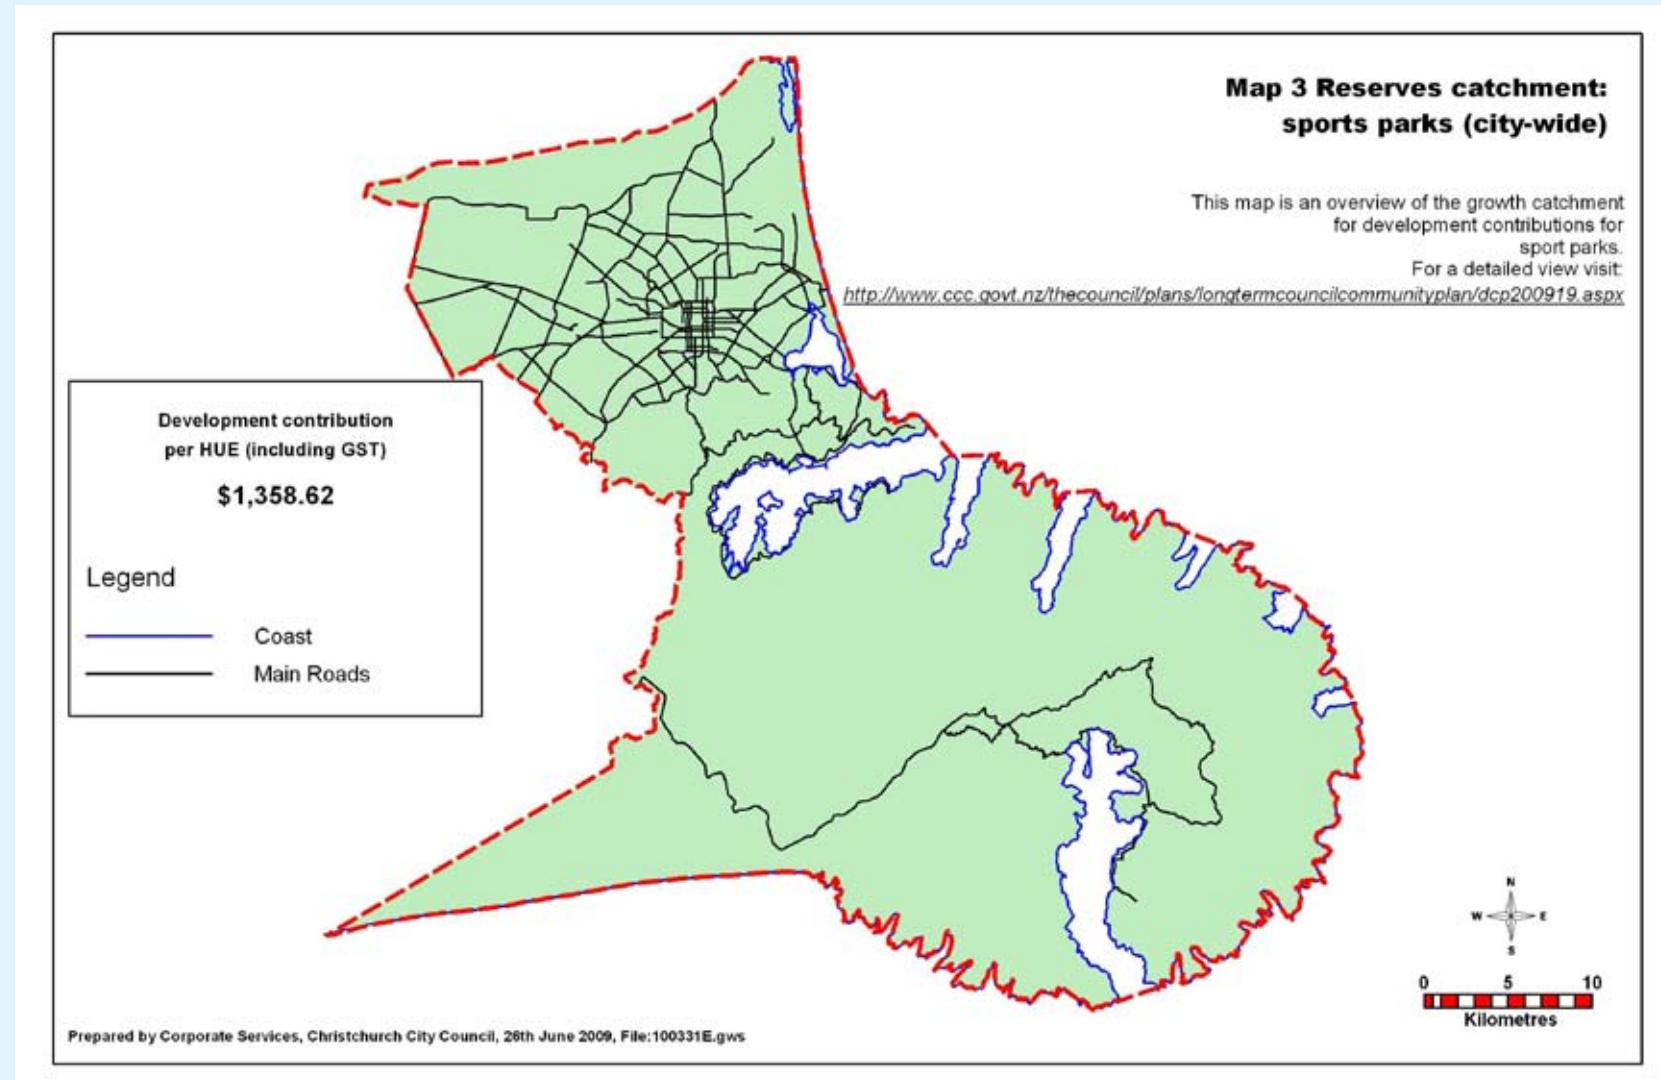 Map 3 Reserves catchment:
sports parks (city-wide)
This map is an overview of the growth catchment
for development contributions for
sport parks.
For a detailed view visit:
http://www.ccc.govt.nz/thecouncil/plans/longtermcouncilcommunityplan/dcp200919.aspx
Development contribution
per HUE (including GST)
$1,358.62
Legend
Coast
Main Roads
N
W E
S
0 5 10
Kilometres
Prepared by Corporate Services, Christchurch City Council, 26th June 2009, File:100331E.gws